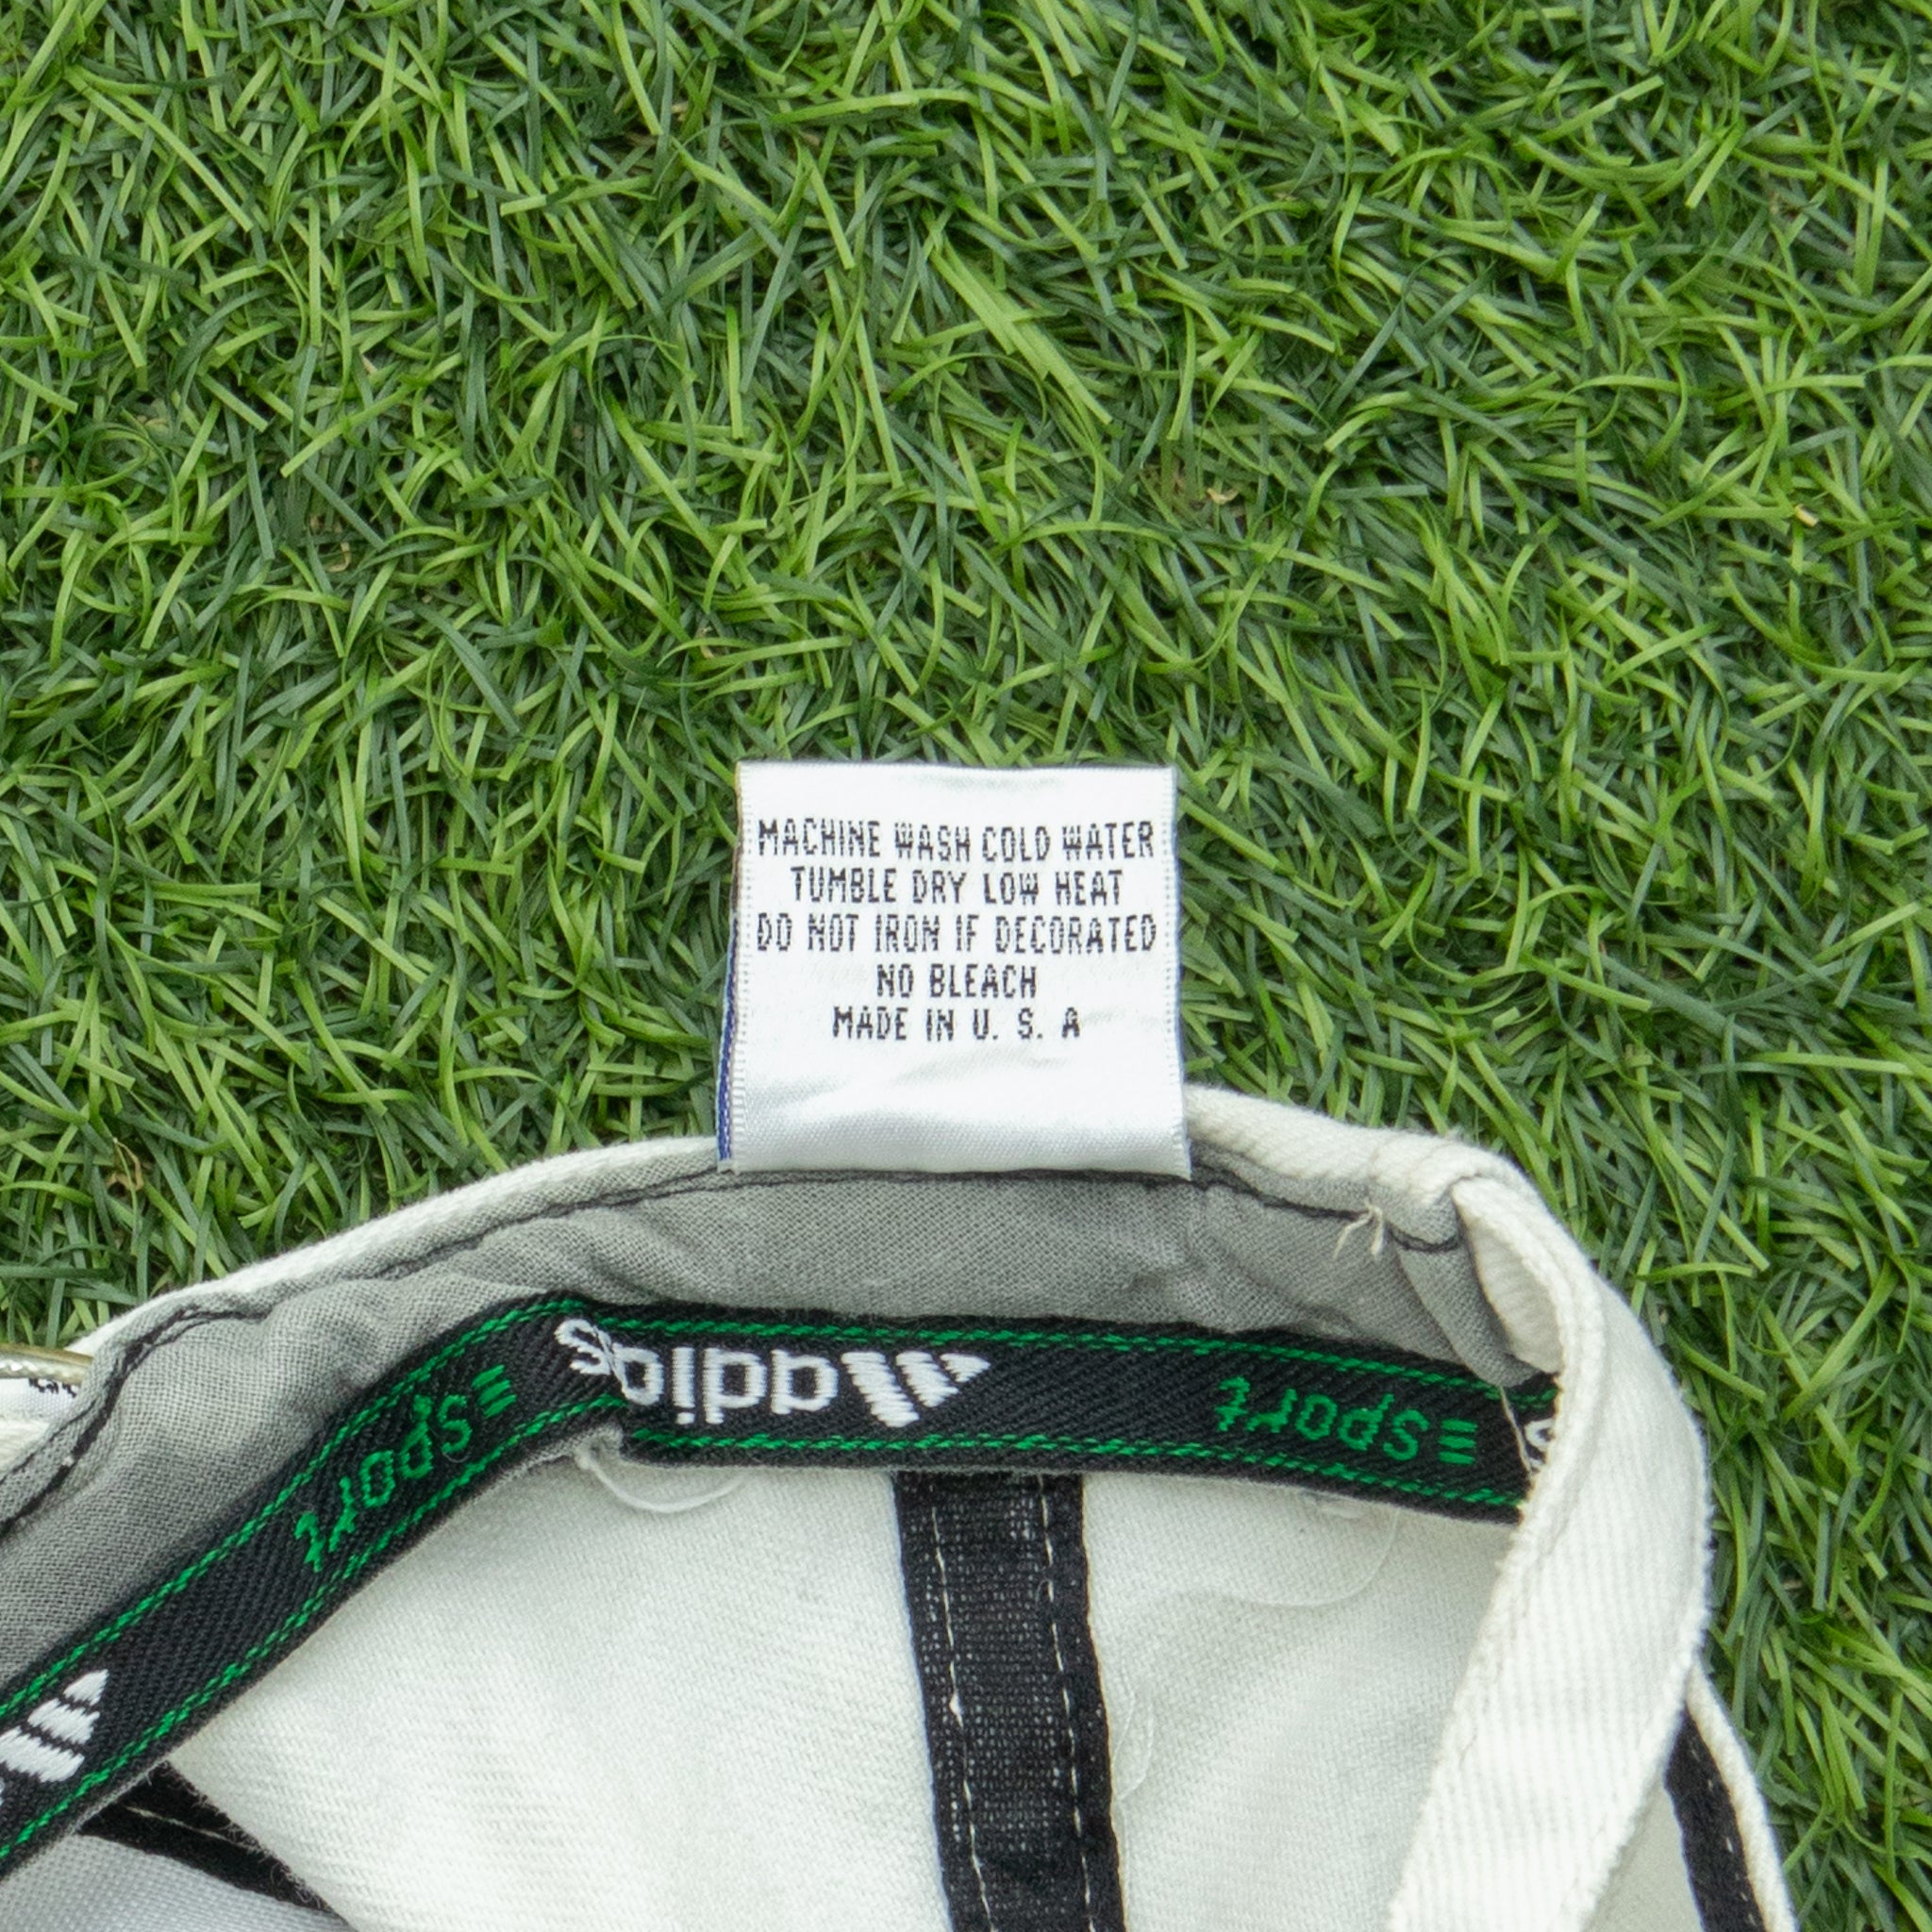 MACHINE WASH COLD WATER
TUMBLE DRY LOW HEAT
DO NOT IRON IF DECORATED
NO BLEACH
MADE IN U. S. A
adidas
sport
sport